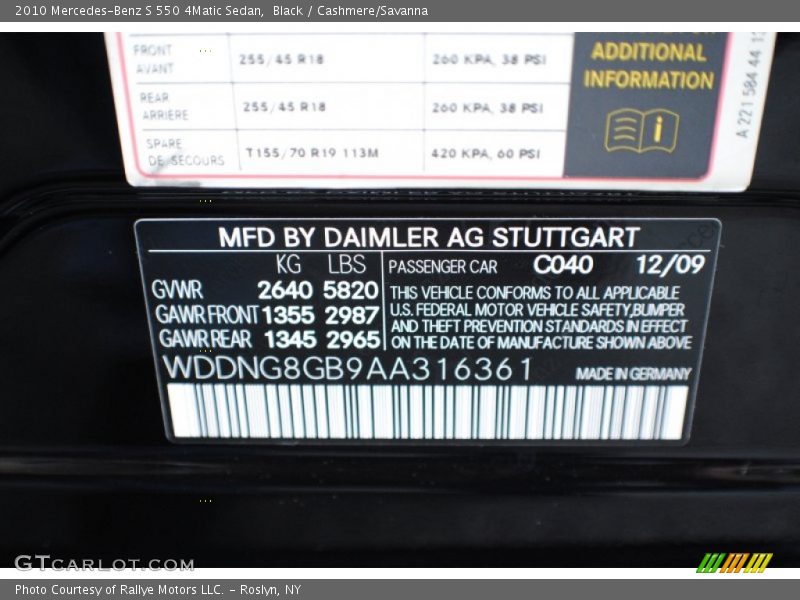 2010 Mercedes-Benz S 550 4Matic Sedan, Black / Cashmere/Savanna
FRONT
AVANT
255/45 R18
260 KPA, 38 PSI
REAR
ARRIERE
255/45 R18
260 KPA, 38 PSI
SPARE
DE SECOURS
T155/70 R19 113M
420 KPA, 60 PSI
ADDITIONAL
INFORMATION
A 221 584 44
MFD BY DAIMLER AG STUTTGART
KG LBS
GVWR 2640 5820
GAWR FRONT 1355 2987
GAWR REAR 1345 2965
PASSENGER CAR C040 12/09
THIS VEHICLE CONFORMS TO ALL APPLICABLE
U.S. FEDERAL MOTOR VEHICLE SAFETY,BUMPER
AND THEFT PREVENTION STANDARDS IN EFFECT
ON THE DATE OF MANUFACTURE SHOWN ABOVE
WDDNG8GB9AA316361
MADE IN GERMANY
GTCARLOT.COM
Photo Courtesy of Rallye Motors LLC. - Roslyn, NY